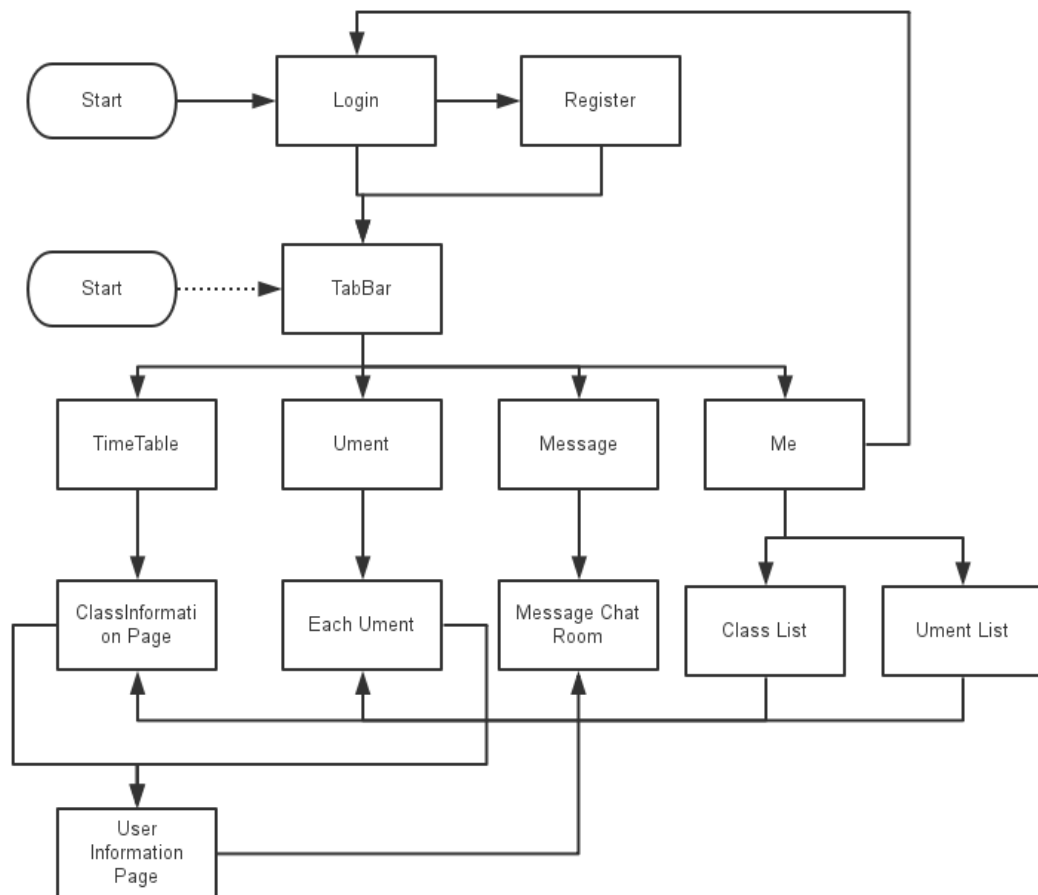 Start
Login
Register
Start
TabBar
TimeTable
Ument
Message
Me
ClassInformati
on Page
Each Ument
Message Chat
Room
Class List
Ument List
User
Information
Page